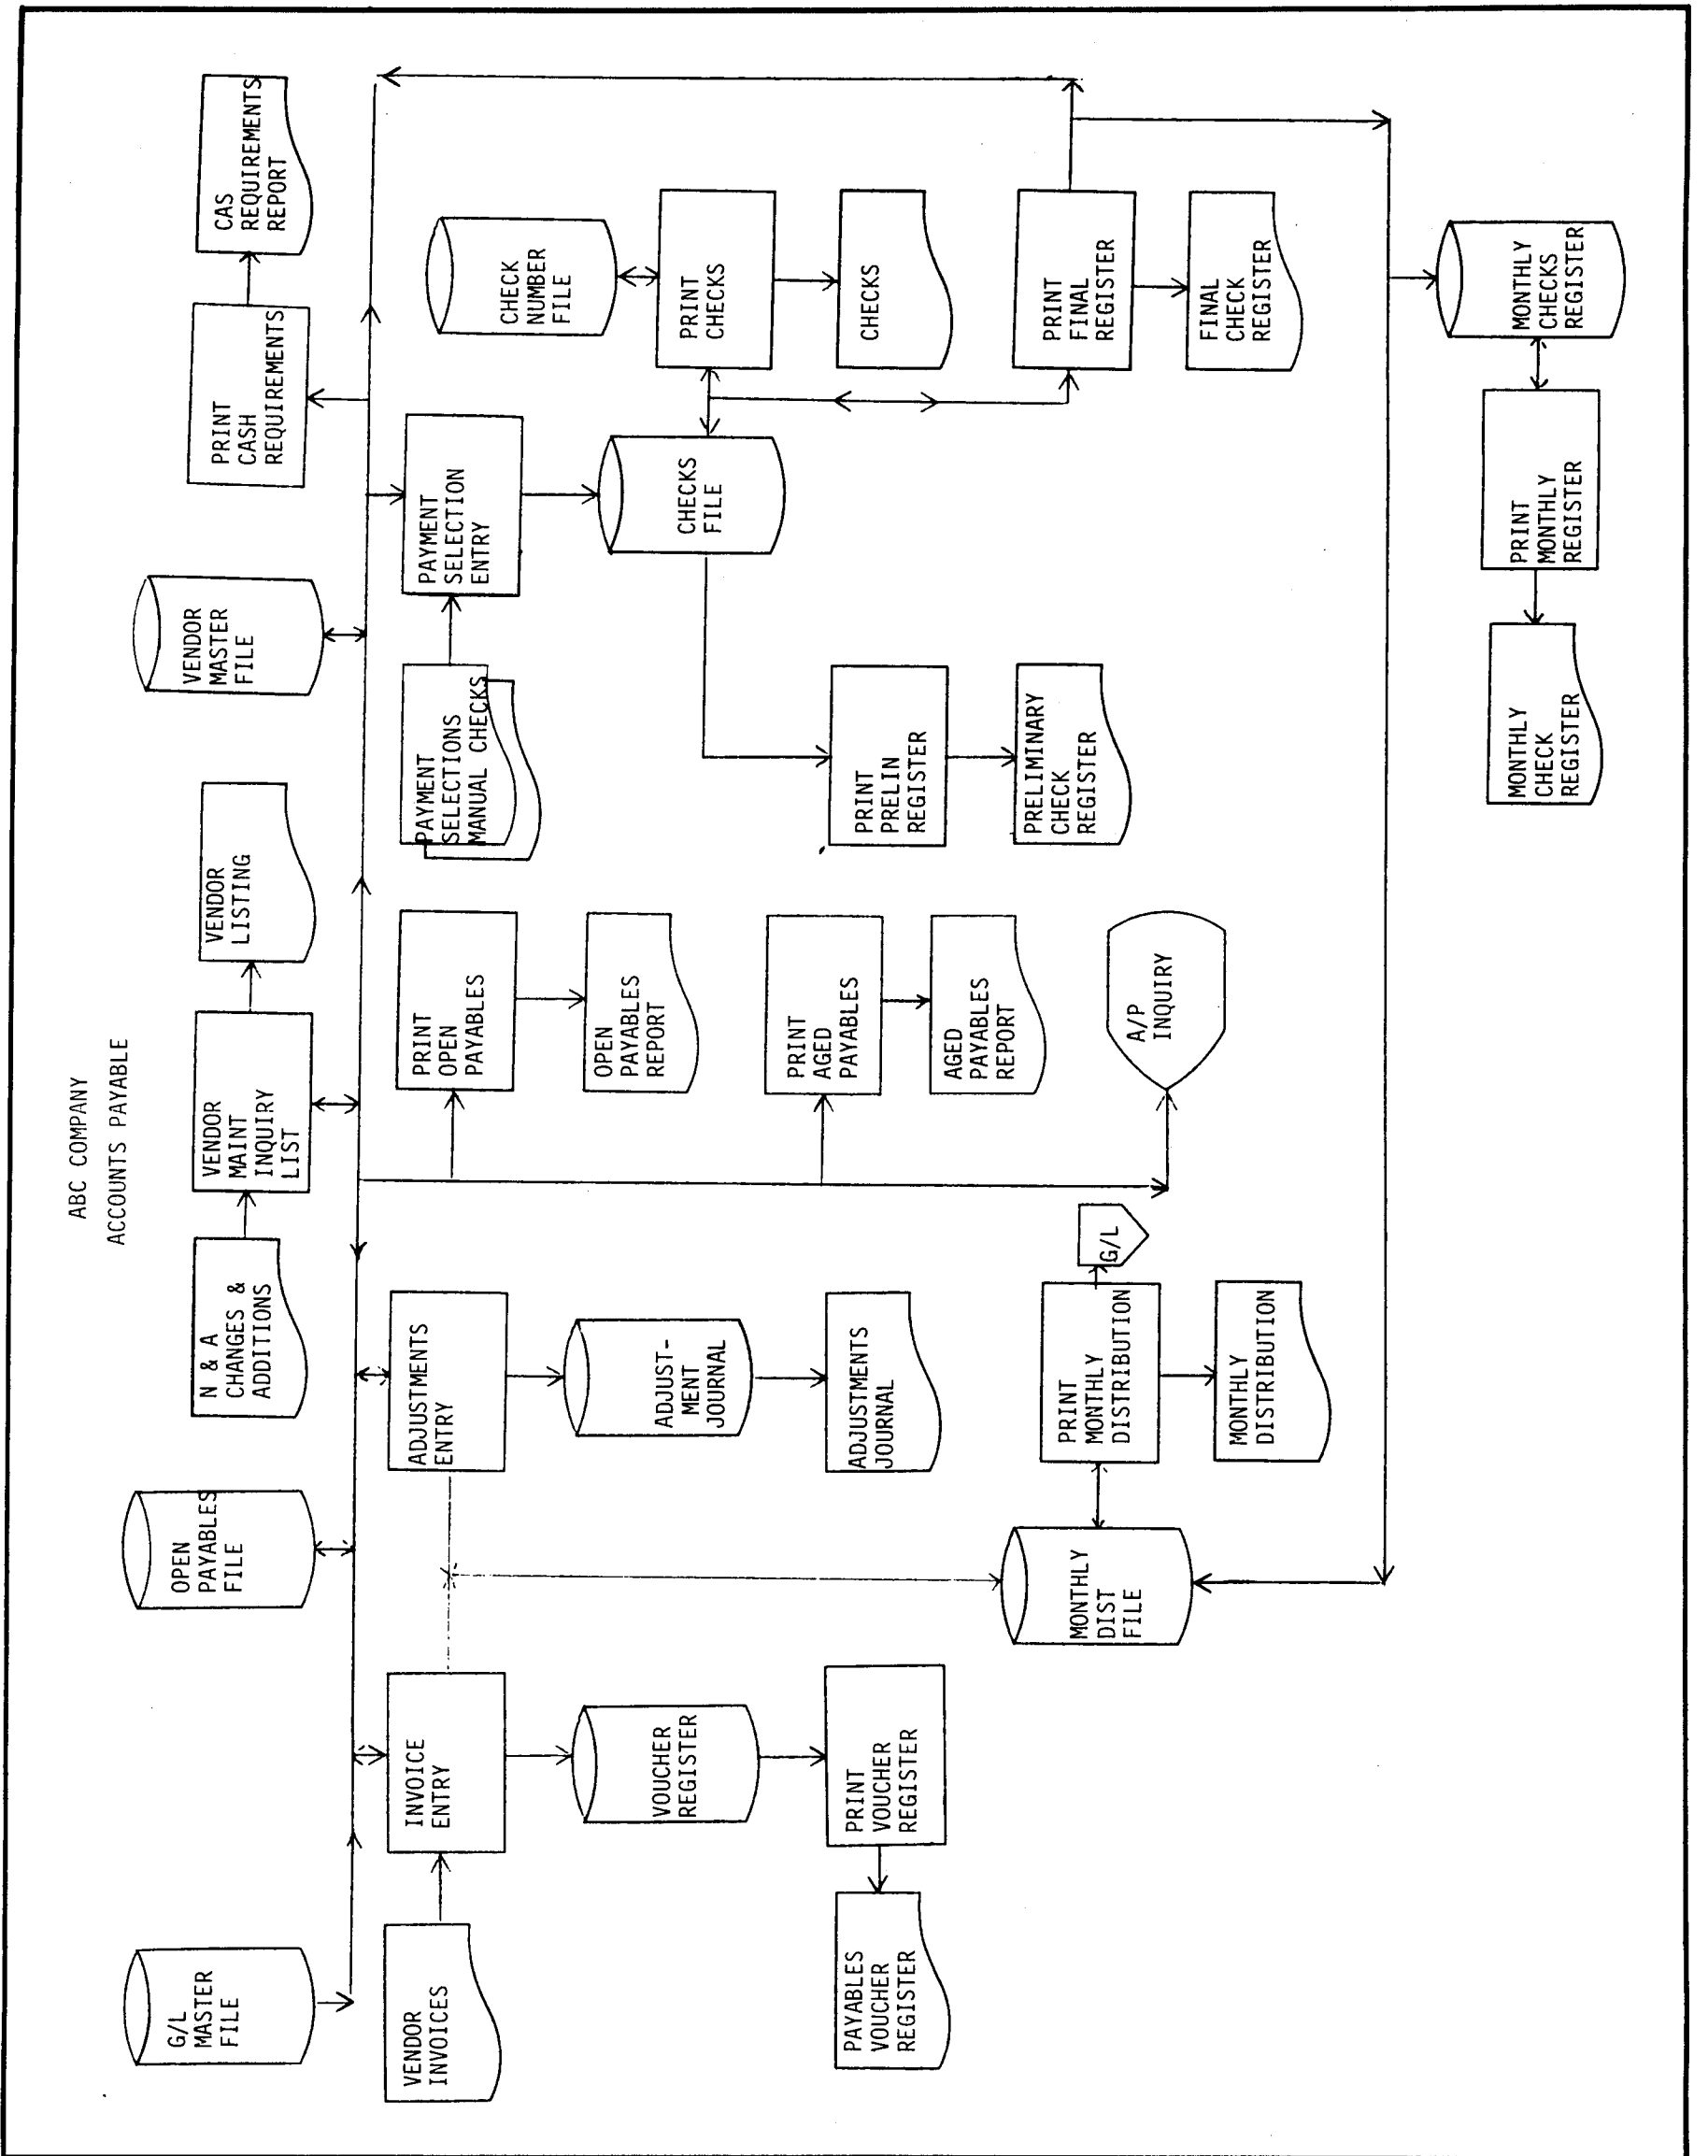 ABC COMPANY
ACCOUNTS PAYABLE
G/L
MASTER
FILE
OPEN
PAYABLES
FILE
N & A
CHANGES &
ADDITIONS
VENDOR
MAINT
INQUIRY
LIST
VENDOR
LISTING
VENDOR
MASTER
FILE
PRINT
CASH
REQUIREMENTS
CAS
REQUIREMENTS
REPORT
VENDOR
INVOICES
INVOICE
ENTRY
ADJUSTMENTS
ENTRY
PRINT
OPEN
PAYABLES
PAYMENT
SELECTIONS
MANUAL CHECKS
PAYMENT
SELECTION
ENTRY
CHECK
NUMBER
FILE
VOUCHER
REGISTER
ADJUST-
MENT
JOURNAL
OPEN
PAYABLES
REPORT
CHECKS
FILE
PRINT
CHECKS
PAYABLES
VOUCHER
REGISTER
PRINT
VOUCHER
REGISTER
ADJUSTMENTS
JOURNAL
PRINT
AGED
PAYABLES
PRINT
PRELIN
REGISTER
CHECKS
AGED
PAYABLES
REPORT
MONTHLY
DIST
FILE
PRINT
MONTHLY
DISTRIBUTION
G/L
A/P
INQUIRY
PRELIMINARY
CHECK
REGISTER
PRINT
FINAL
REGISTER
MONTHLY
DISTRIBUTION
FINAL
CHECK
REGISTER
MONTHLY
CHECK
REGISTER
PRINT
MONTHLY
REGISTER
MONTHLY
CHECKS
REGISTER